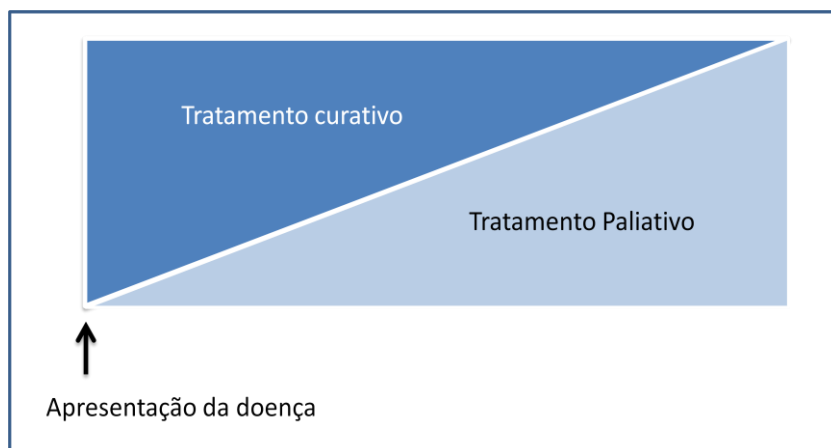 Tratamento curativo
Tratamento Paliativo
Apresentação da doença